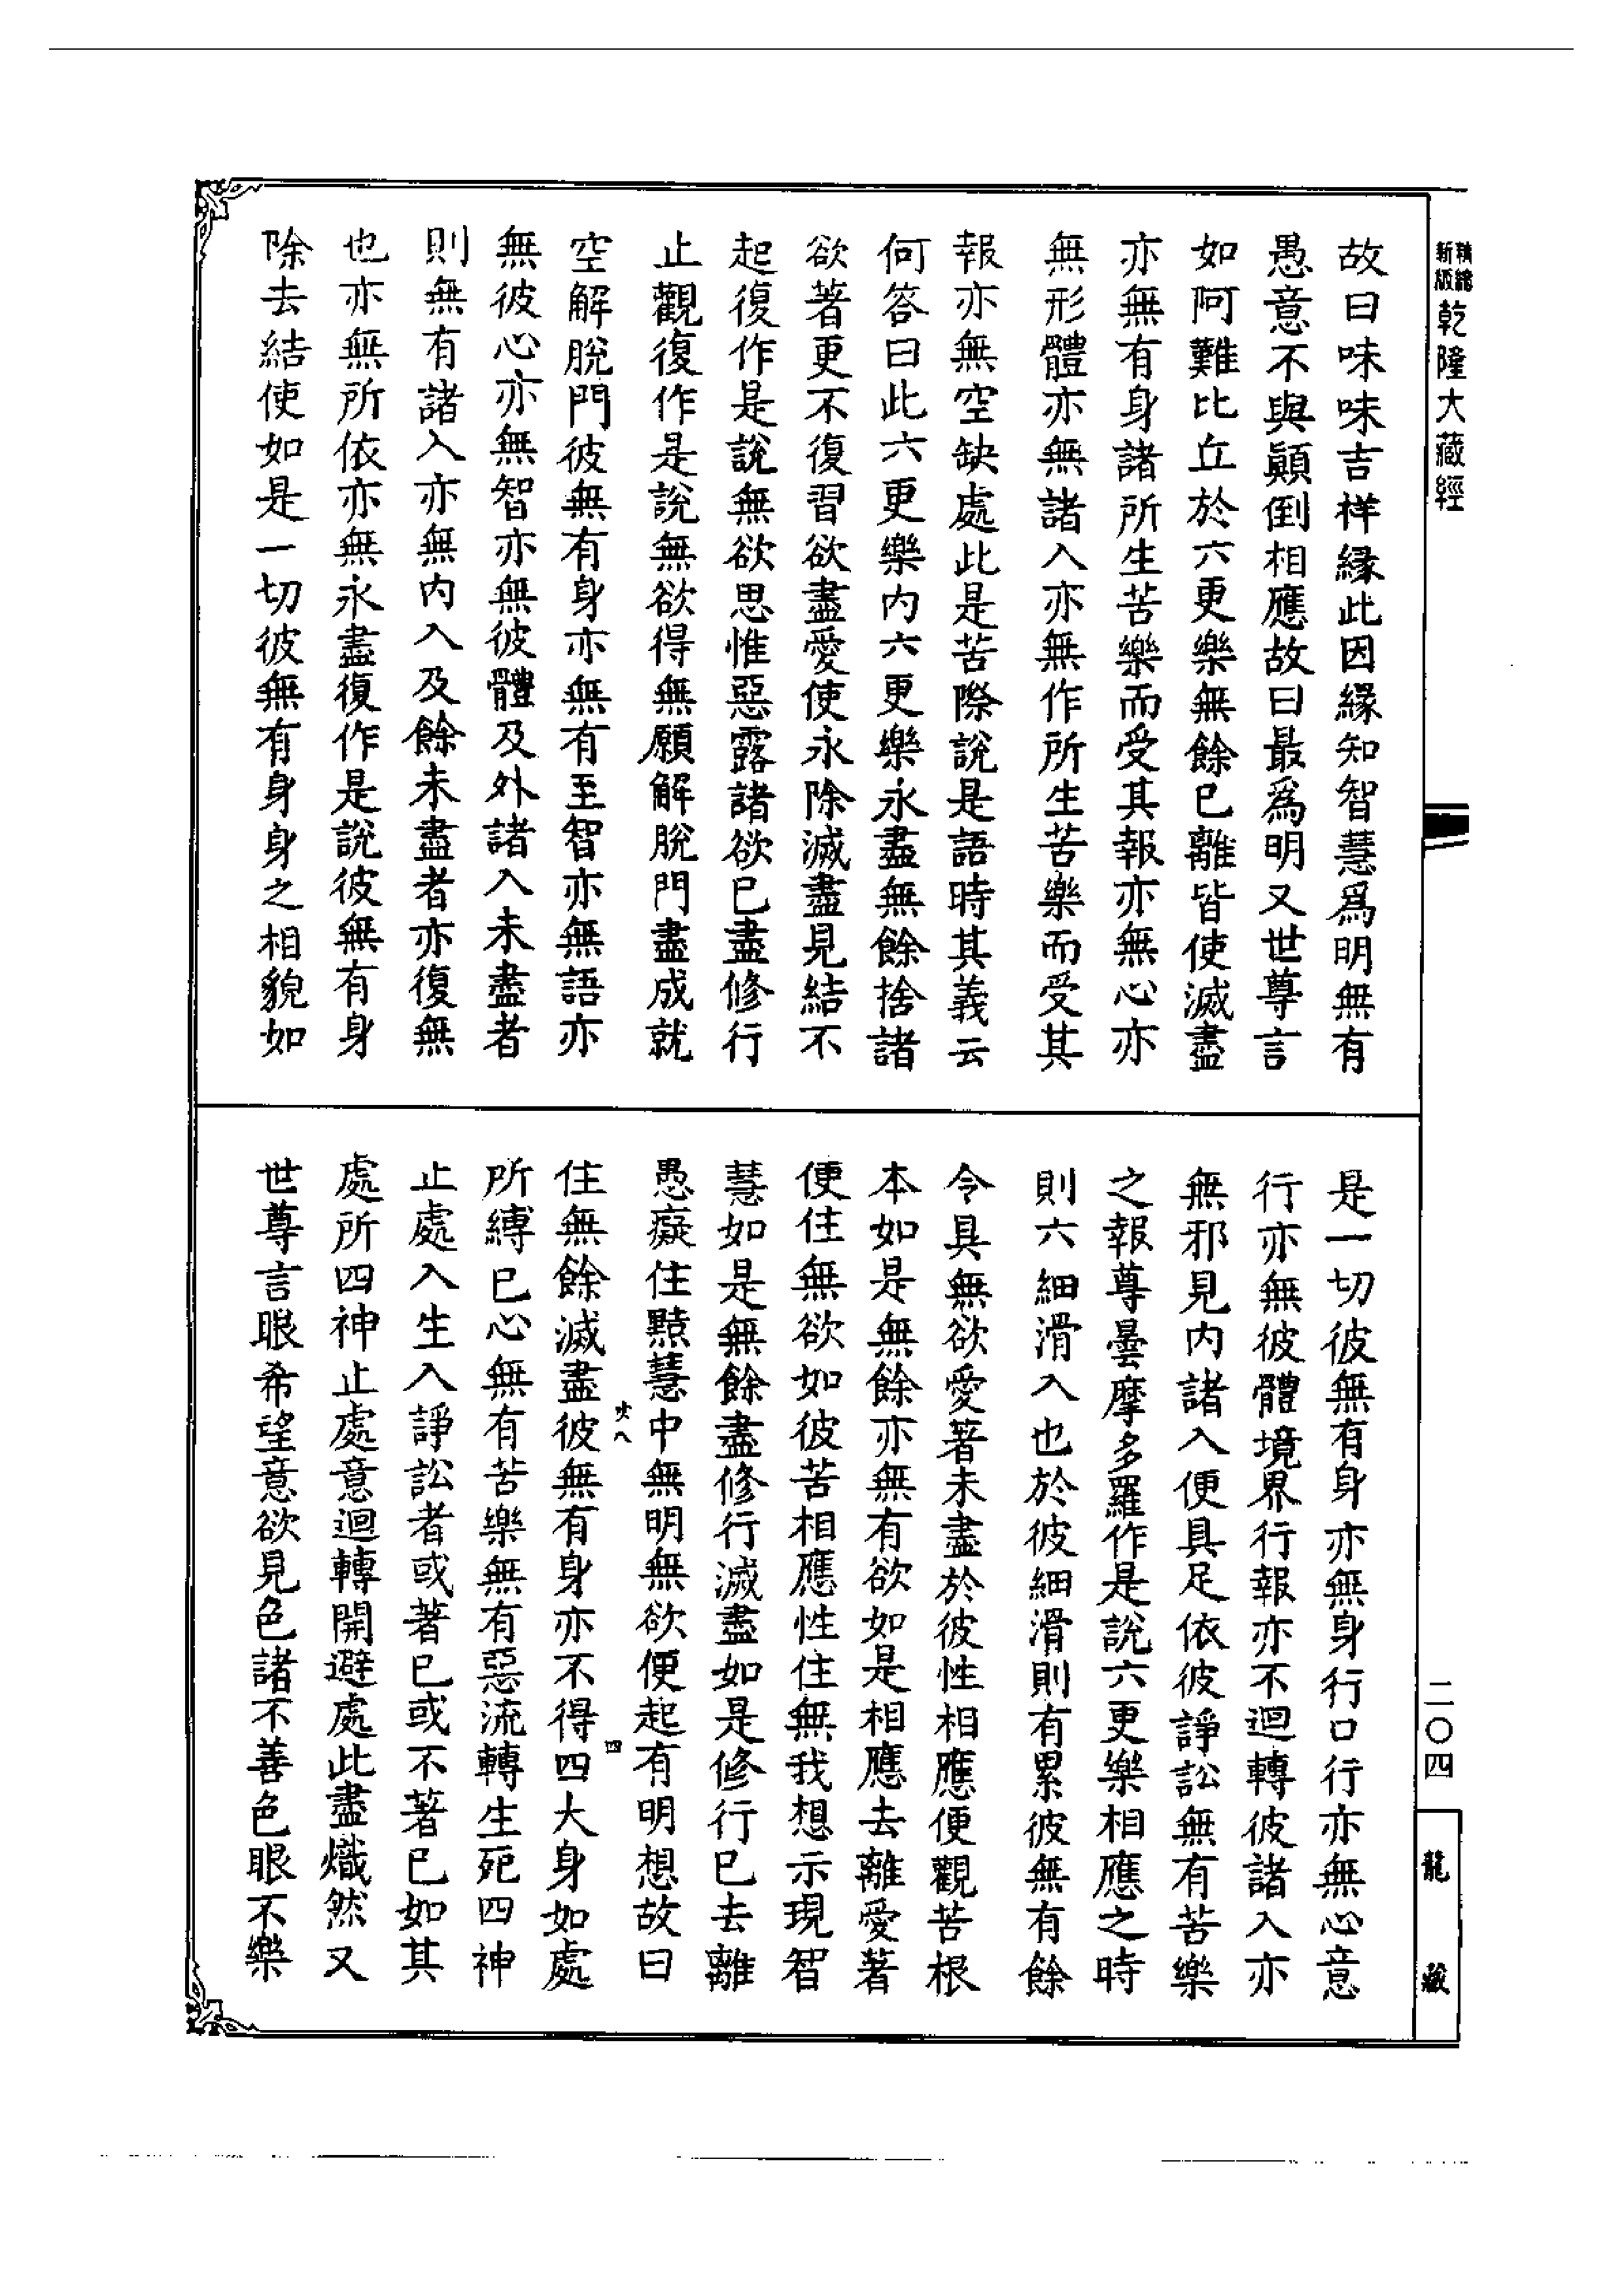 精縮
新版
乾隆大藏經
故曰味味吉祥緣此因緣知智慧爲明無有
愚意不與顛倒相應故曰最爲明又世尊言
如阿難比丘於六更樂無餘已離皆使滅盡
亦無有身諸所生苦樂而受其報亦無心亦
無形體亦無諸入亦無作所生苦樂而受其
報亦無空缺處此是苦際說是語時其義云
何答曰此六更樂內六更樂永盡無餘捨諸
欲著更不復習欲盡愛使永除滅盡見結不
起復作是說無欲思惟惡露諸欲已盡修行
止觀復作是說無欲得無願解脫門盡成就
空解脫門彼無有身亦無有至智亦無語亦
無彼心亦無智亦無彼體及外諸入未盡者
則無有諸入亦無內入及餘未盡者亦復無
也亦無所依亦無永盡復作是說彼無有身
除去結使如是一切彼無有身身之相貌如
是一切彼無有身亦無身行口行亦無心意
行亦無彼體境界行報亦不迴轉彼諸入亦
無邪見內諸入便具足依彼諍訟無有苦樂
之報尊曇摩多羅作是說六更樂相應之時
則六細滑入也於彼細滑則有累彼無有餘
令具無欲愛著未盡於彼性相應便觀苦根
本如是無餘亦無有欲如是相應去離愛著
便住無欲如彼苦相應性住無我想示現智
慧如是無餘盡修行滅盡如是修行已去離
愚癡住黠慧中無明無欲便起有明想故曰
住無餘滅盡彼無有身亦不得四大身如處
所縛已心無有苦樂無有惡流轉生死四神
止處入生入諍訟者或著已或不著已如其
處所四神止處意迴轉開避處此盡熾然又
世尊言眼希望意欲見色諸不善色眼不樂
四
二〇四
龍藏